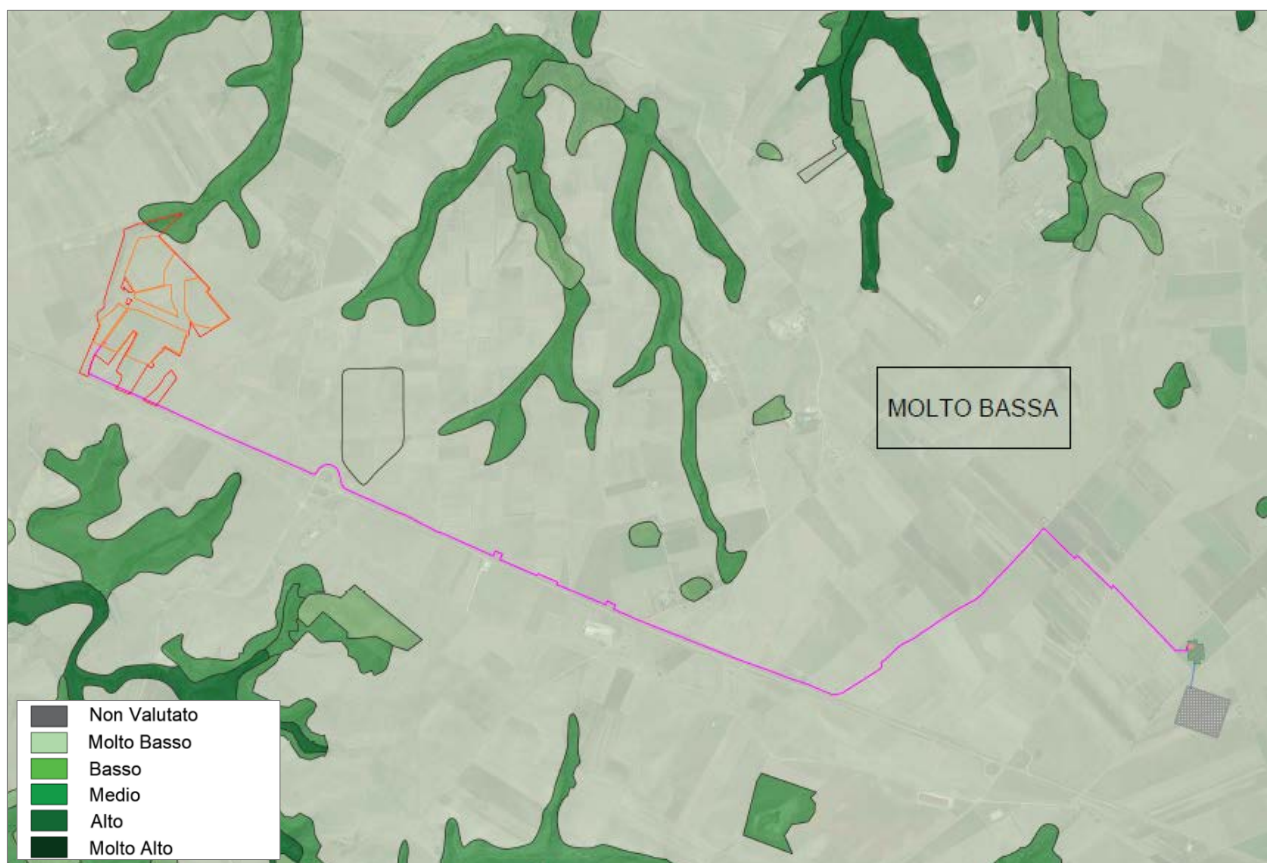 MOLTO BASSA
Non Valutato
Molto Basso
Basso
Medio
Alto
Molto Alto